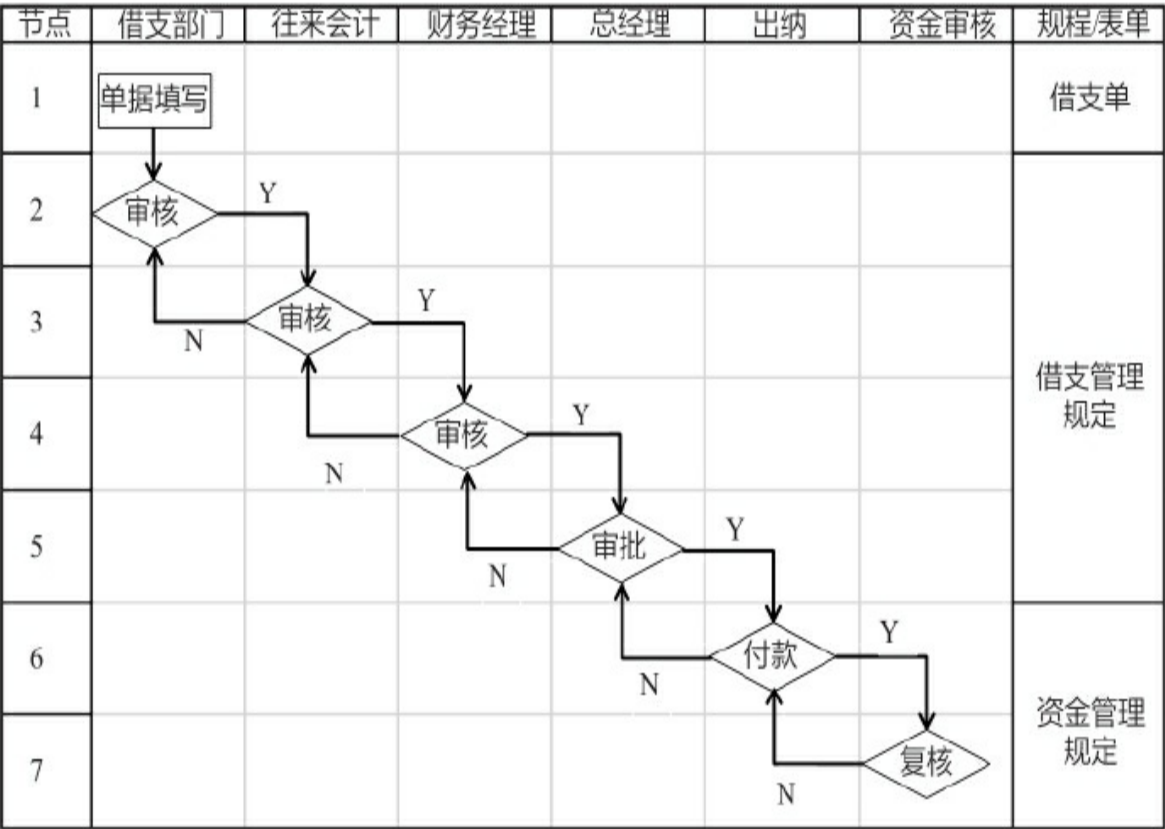 节点 借支部门 往来会计 财务经理 总经理 出纳 资金审核 规程/表单
1 单据填写 借支单
2 审核 Y
3 N 审核 Y
借支管理
规定
4 N 审核 Y
5 N 审批 Y
6 N 付款 Y
资金管理
规定
7 N 复核